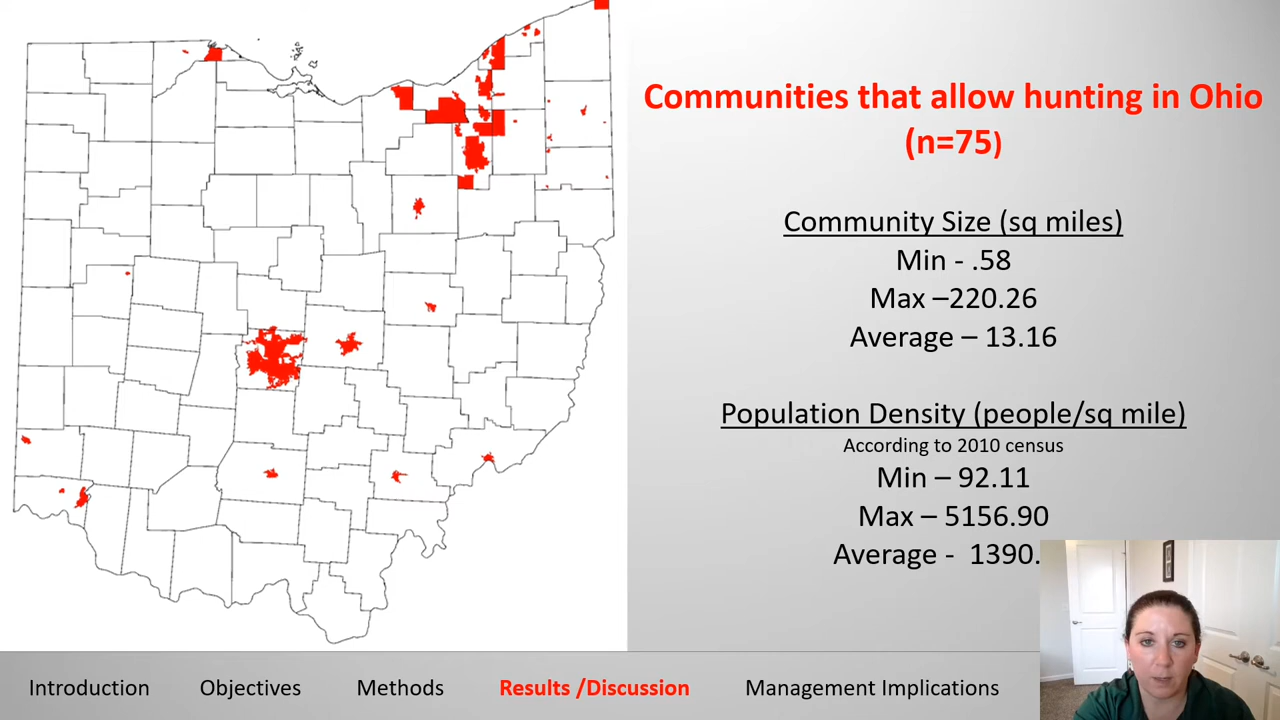 Communities that allow hunting in Ohio
(n=75)
Community Size (sq miles)
Min - .58
Max –220.26
Average – 13.16
Population Density (people/sq mile)
According to 2010 census
Min – 92.11
Max – 5156.90
Average - 1390.
Introduction
Objectives
Methods
Results /Discussion
Management Implications